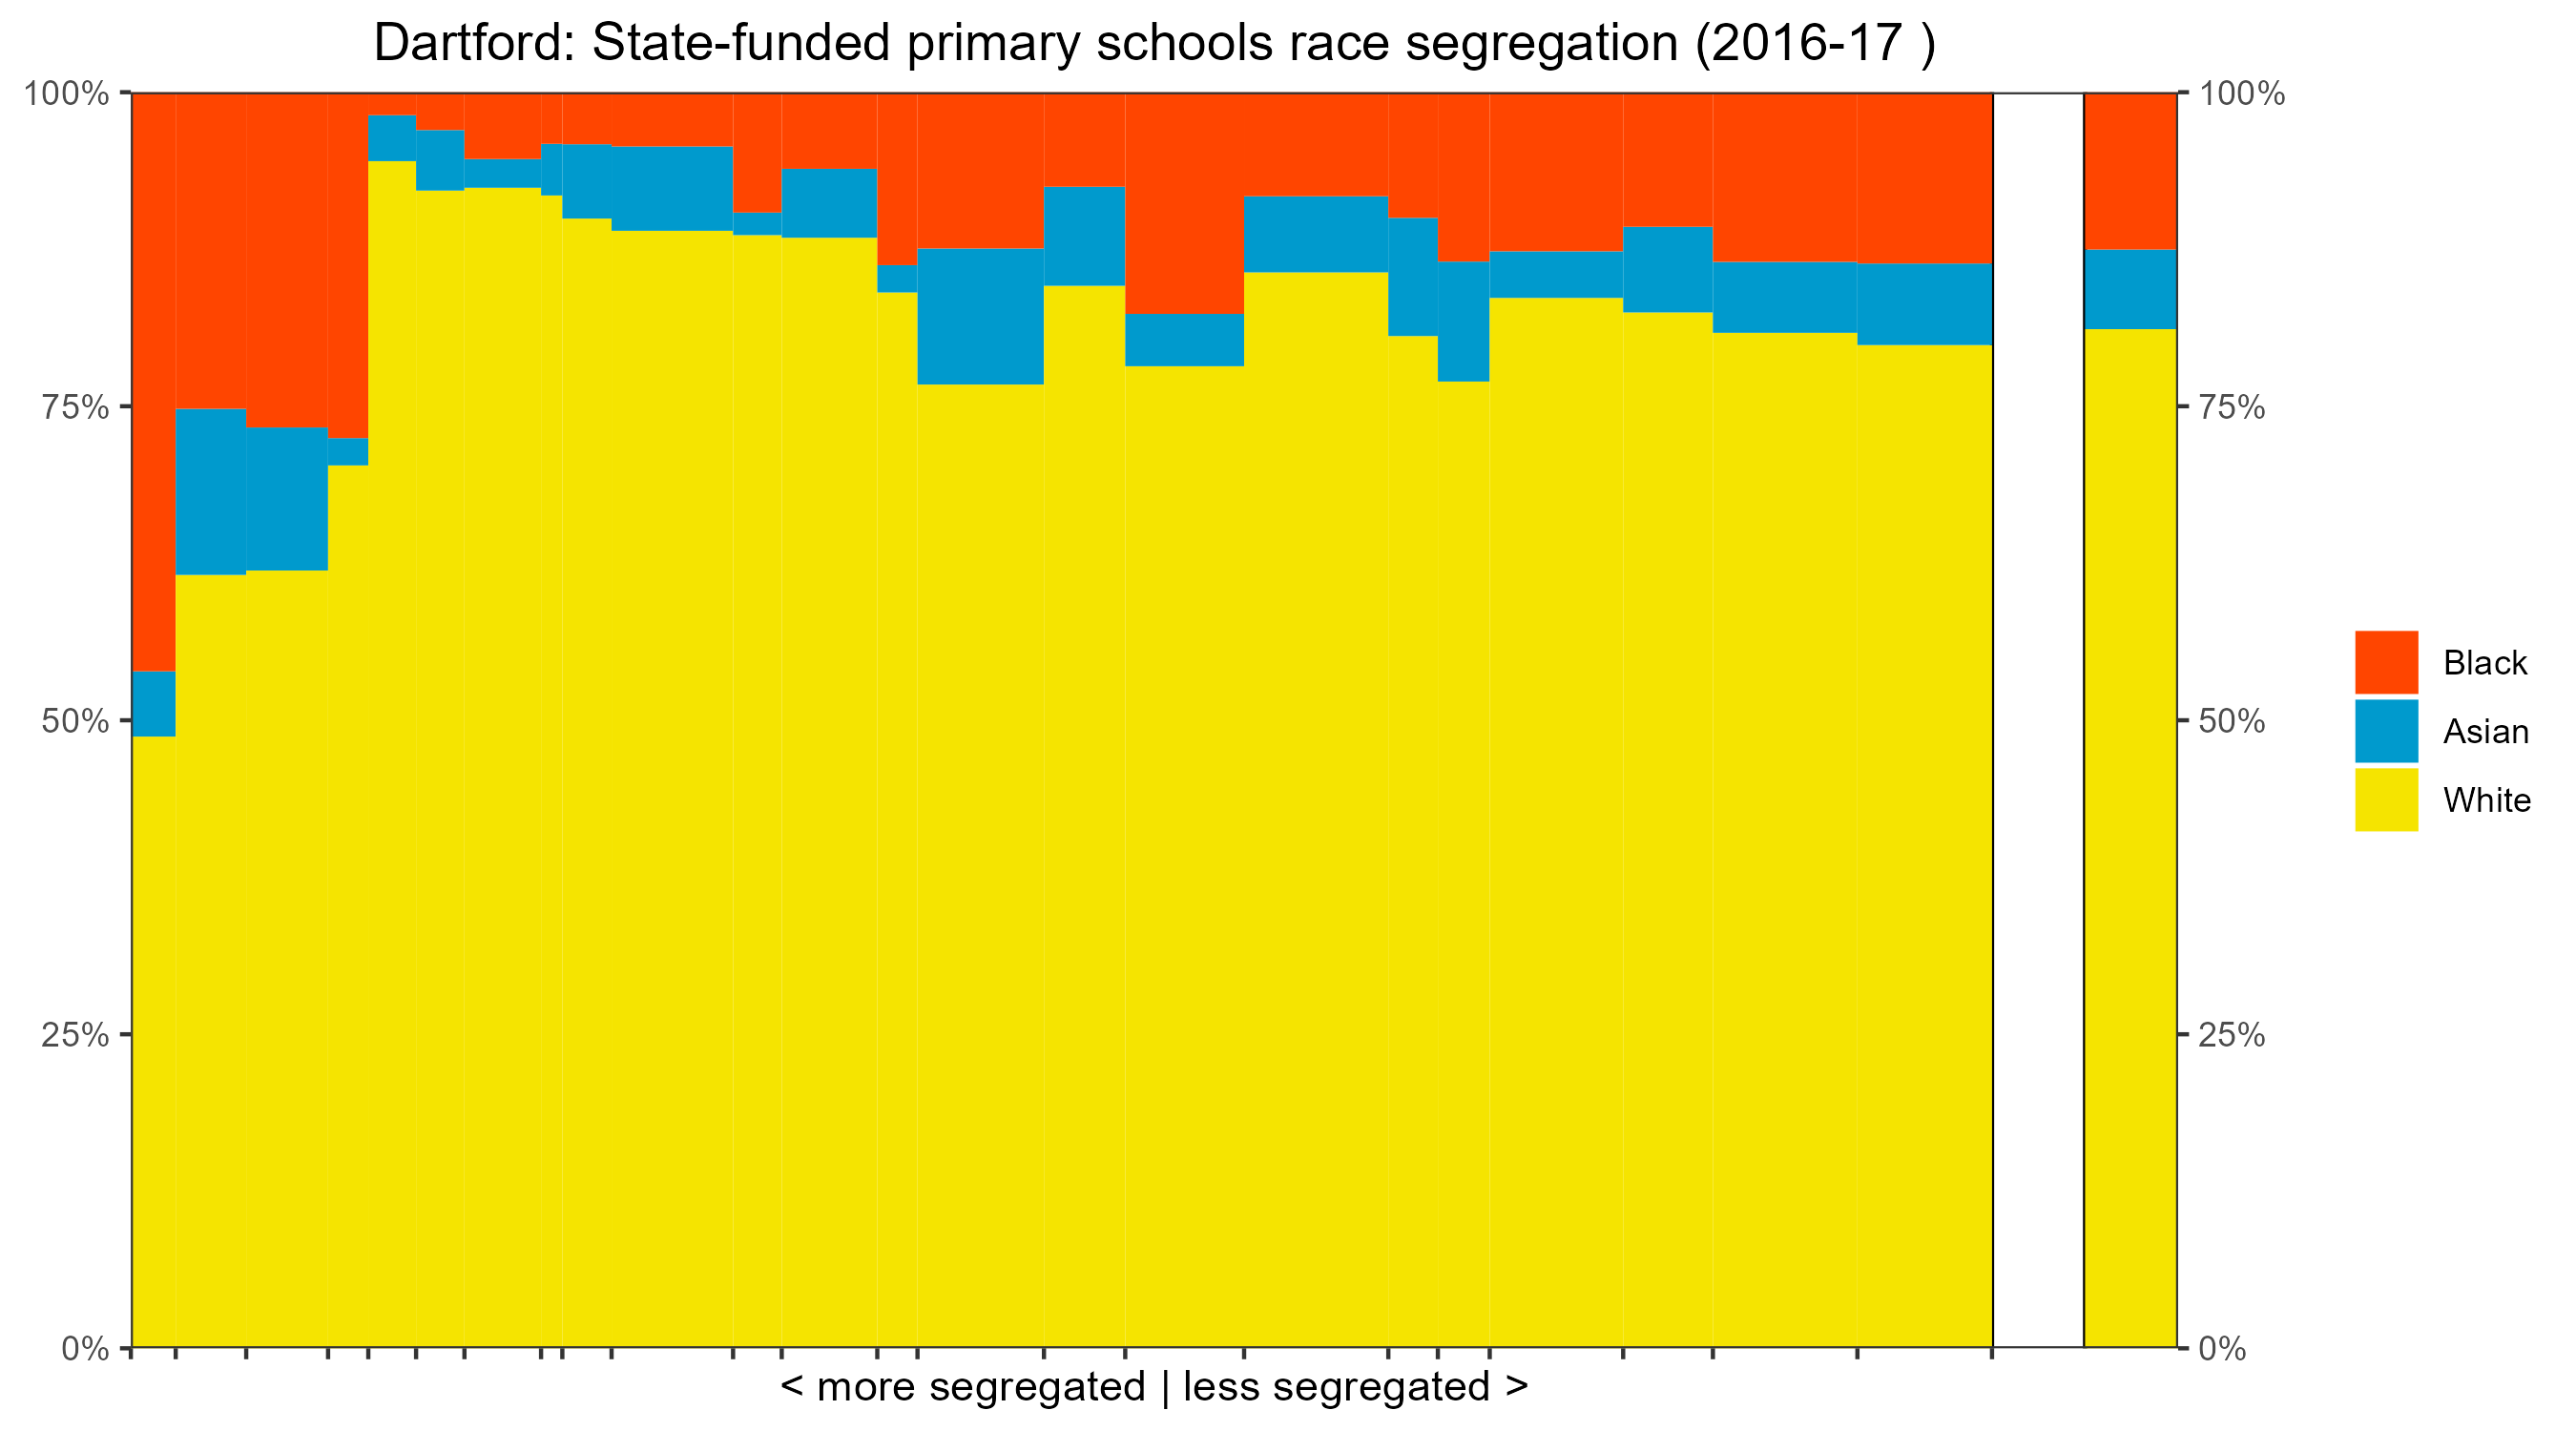 Dartford: State-funded primary schools race segregation (2016-17 )
100%
75%
50%
25%
0%
100%
75%
50%
25%
0%
Black
Asian
White
< more segregated | less segregated >